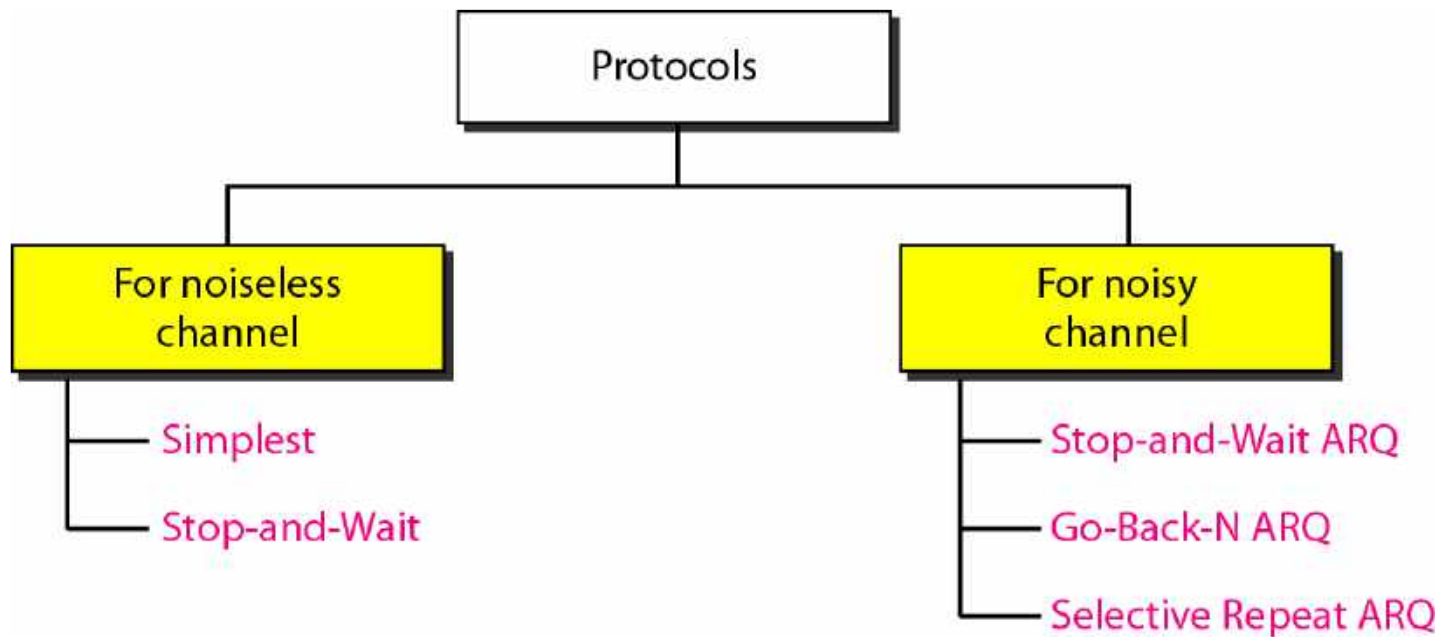 Protocols
For noiseless
channel
Simplest
Stop-and-Wait
For noisy
channel
Stop-and-Wait ARQ
Go-Back-N ARQ
Selective Repeat ARQ